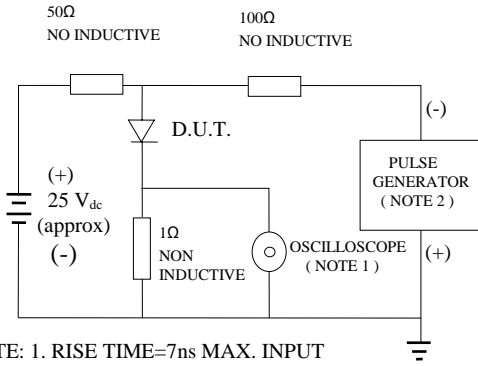 50Ω
NO INDUCTIVE
100Ω
NO INDUCTIVE
(-)
D.U.T.
PULSE
GENERATOR
( NOTE 2 )
(+)
25 Vdc
(approx)
(-)
1Ω
NON
INDUCTIVE
OSCILLOSCOPE
( NOTE 1 )
(+)
TE: 1. RISE TIME=7ns MAX. INPUT